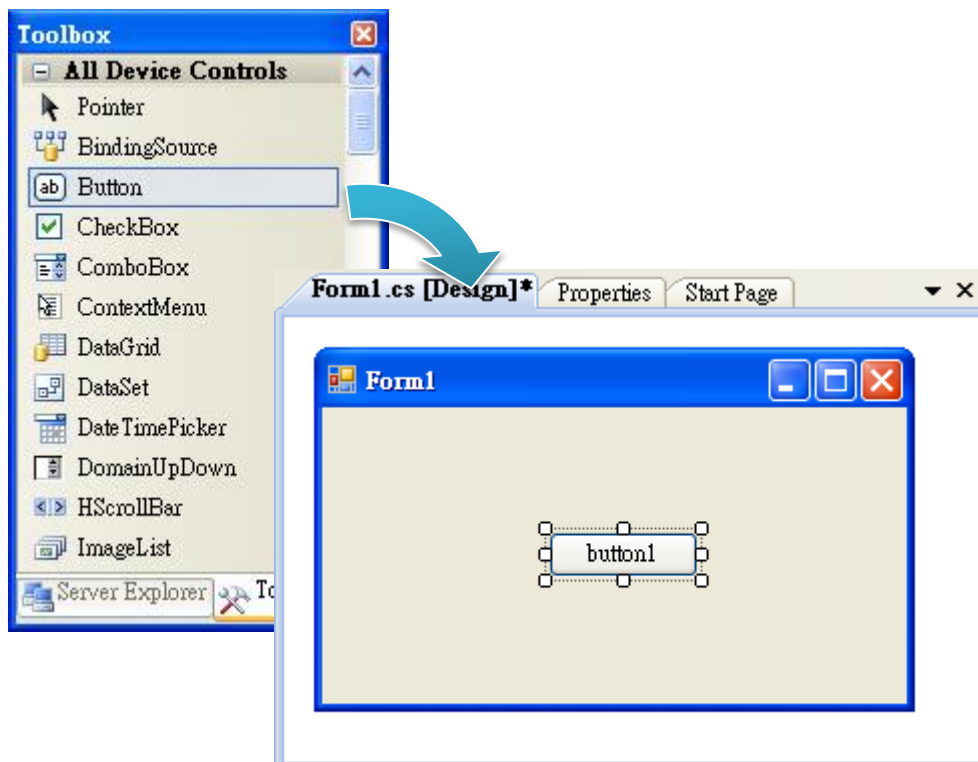 Toolbox
All Device Controls
Pointer
BindingSource
ab Button
CheckBox
ComboBox
ContextMenu
DataGrid
DataSet
DateTimePicker
DomainUpDown
HScrollBar
ImageList
Server Explorer
Form1.cs [Design]* Properties Start Page
Form1
button1